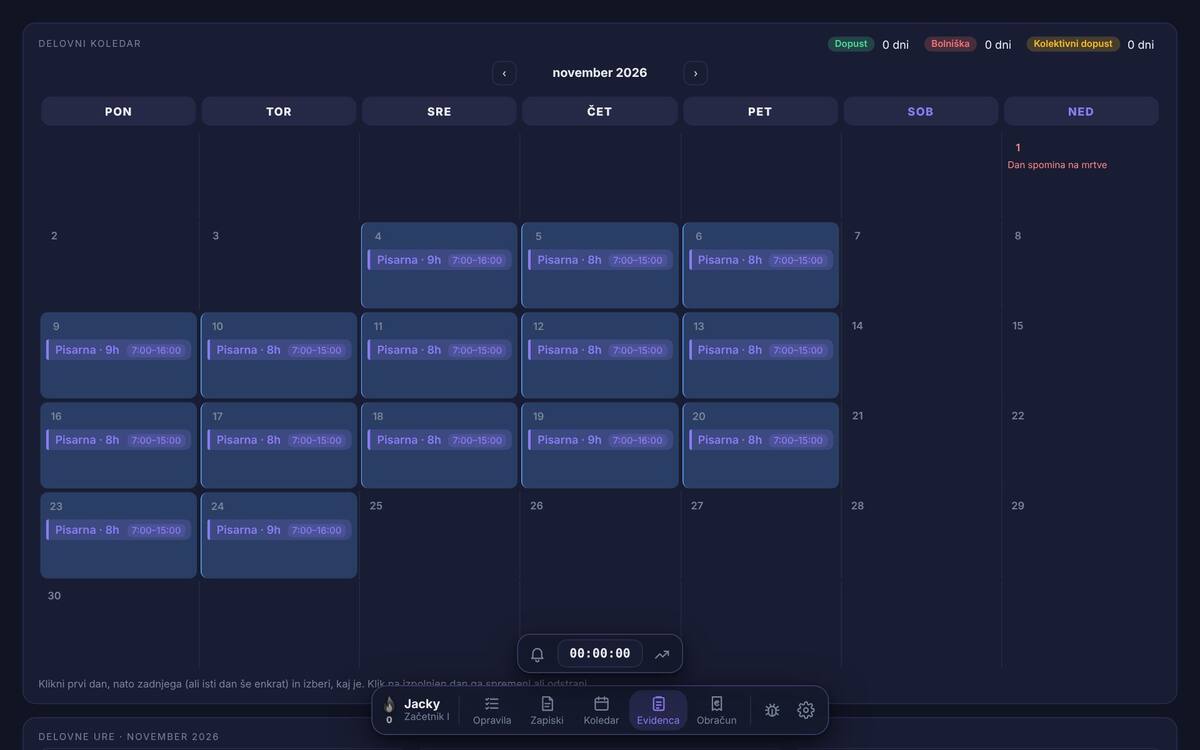 DELOVNI KOLEDAR
Dopust 0 dni Bolniška 0 dni Kolektivni dopust 0 dni
‹ november 2026 ›
PON TOR SRE ČET PET SOB NED
1
Dan spomina na mrtve
2 3 4 5 6 7 8
Pisarna · 9h 7:00–16:00 Pisarna · 8h 7:00–15:00 Pisarna · 8h 7:00–15:00
9 10 11 12 13 14 15
Pisarna · 9h 7:00–16:00 Pisarna · 8h 7:00–15:00 Pisarna · 8h 7:00–15:00 Pisarna · 8h 7:00–15:00 Pisarna · 8h 7:00–15:00
16 17 18 19 20 21 22
Pisarna · 8h 7:00–15:00 Pisarna · 8h 7:00–15:00 Pisarna · 8h 7:00–15:00 Pisarna · 9h 7:00–16:00 Pisarna · 8h 7:00–15:00
23 24 25 26 27 28 29
Pisarna · 8h 7:00–15:00 Pisarna · 9h 7:00–16:00
30
00:00:00
Klikni prvi dan, nato zadnjega (ali isti dan še enkrat) in izberi, kaj je. Klik na izpolnjen dan ga spremeni ali odstrani.
0 Jacky
Začetnik I
Opravila Zapiski Koledar Evidenca Obračun
DELOVNE URE · NOVEMBER 2026